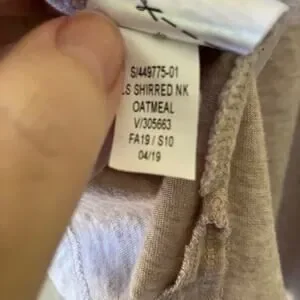 S/449775-01
LS SHIRRED NK
OATMEAL
V/305663
FA19 / S10
04/19